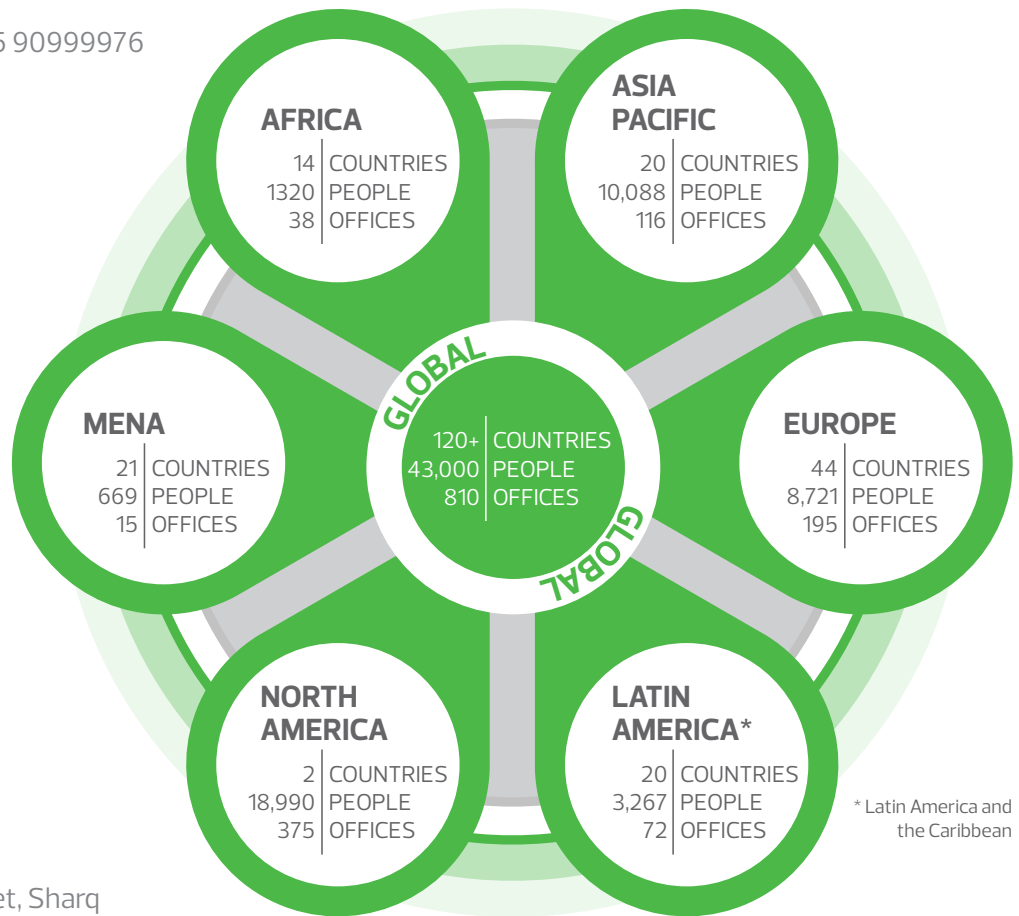 90999976
AFRICA
14 COUNTRIES
1320 PEOPLE
38 OFFICES
ASIA
PACIFIC
20 COUNTRIES
10,088 PEOPLE
116 OFFICES
MENA
21 COUNTRIES
669 PEOPLE
15 OFFICES
GLOBAL
120+ COUNTRIES
43,000 PEOPLE
810 OFFICES
GLOBAL
EUROPE
44 COUNTRIES
8,721 PEOPLE
195 OFFICES
NORTH
AMERICA
2 COUNTRIES
18,990 PEOPLE
375 OFFICES
LATIN
AMERICA*
20 COUNTRIES
3,267 PEOPLE
72 OFFICES
* Latin America and
the Caribbean
Sharq